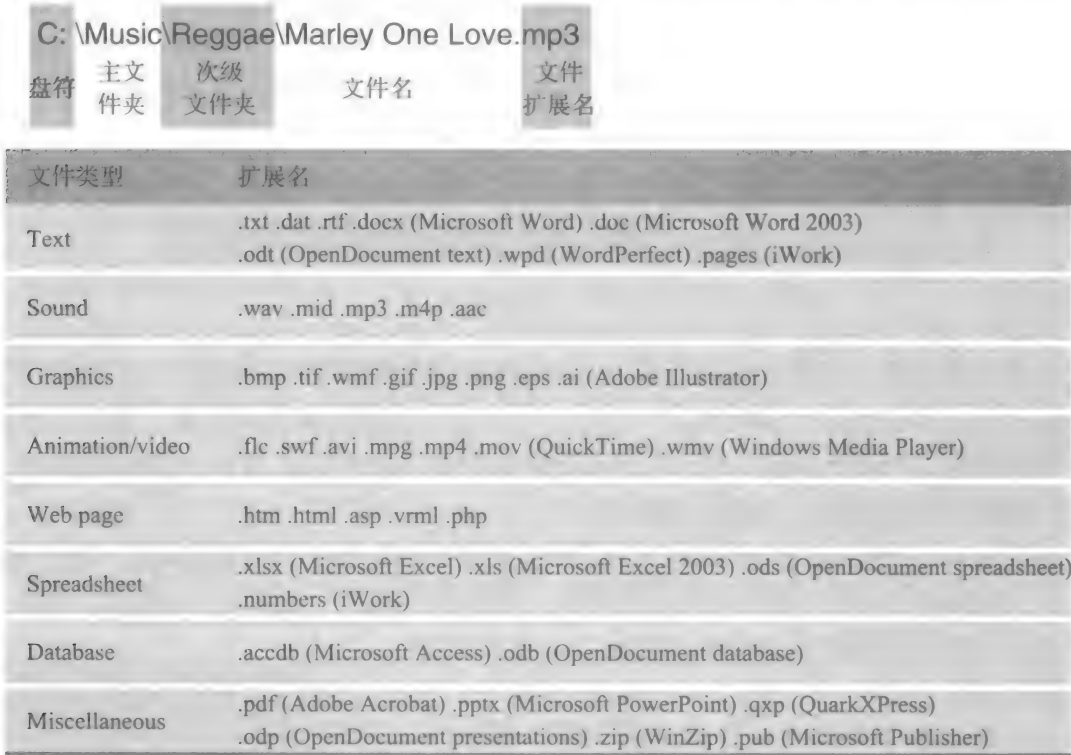 C: \Music\Reggae\Marley One Love.mp3
盘符 主文件夹 次级文件夹 文件名 文件扩展名
文件类型 扩展名
Text .txt .dat .rtf .docx (Microsoft Word) .doc (Microsoft Word 2003)
.odt (OpenDocument text) .wpd (WordPerfect) .pages (iWork)
Sound .wav .mid .mp3 .m4p .aac
Graphics .bmp .tif .wmf .gif .jpg .png .eps .ai (Adobe Illustrator)
Animation/video .flc .swf .avi .mpg .mp4 .mov (QuickTime) .wmv (Windows Media Player)
Web page .htm .html .asp .vrml .php
Spreadsheet .xlsx (Microsoft Excel) .xls (Microsoft Excel 2003) .ods (OpenDocument spreadsheet)
.numbers (iWork)
Database .accdb (Microsoft Access) .odb (OpenDocument database)
Miscellaneous .pdf (Adobe Acrobat) .pptx (Microsoft PowerPoint) .qxp (QuarkXPress)
.odp (OpenDocument presentations) .zip (WinZip) .pub (Microsoft Publisher)